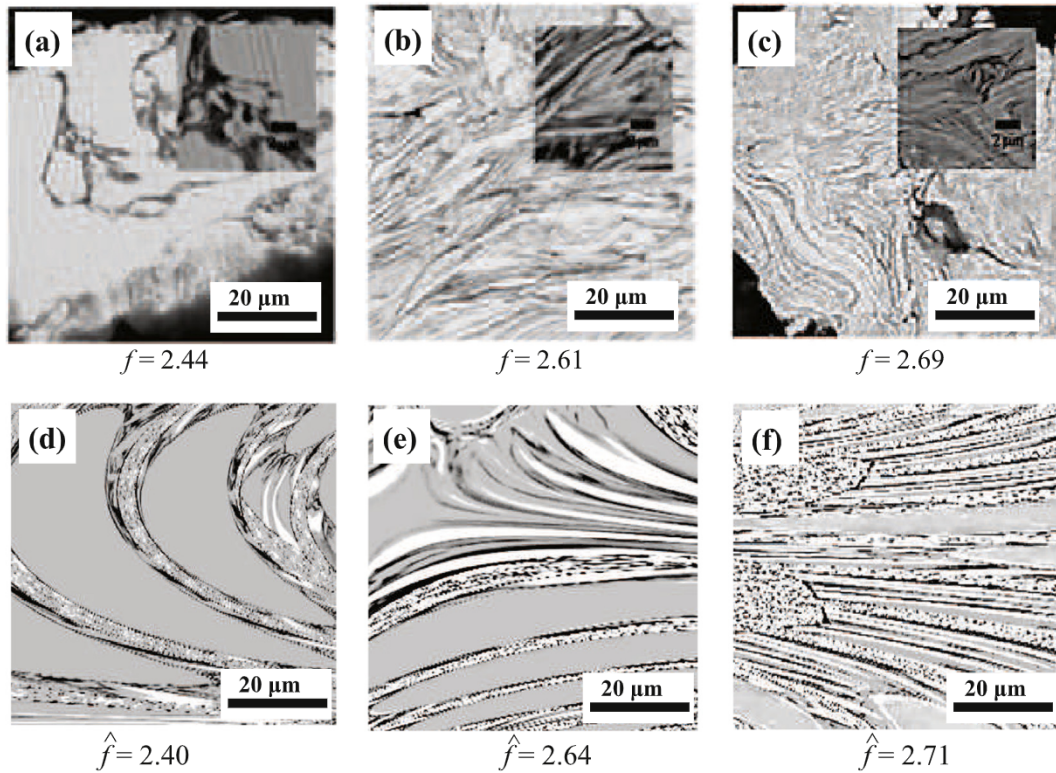 (a)
(b)
(c)
2 µm
20 µm
20 µm
20 µm
f = 2.44
f = 2.61
f = 2.69
(d)
(e)
(f)
20 µm
20 µm
20 µm
f̂ = 2.40
f̂ = 2.64
f̂ = 2.71